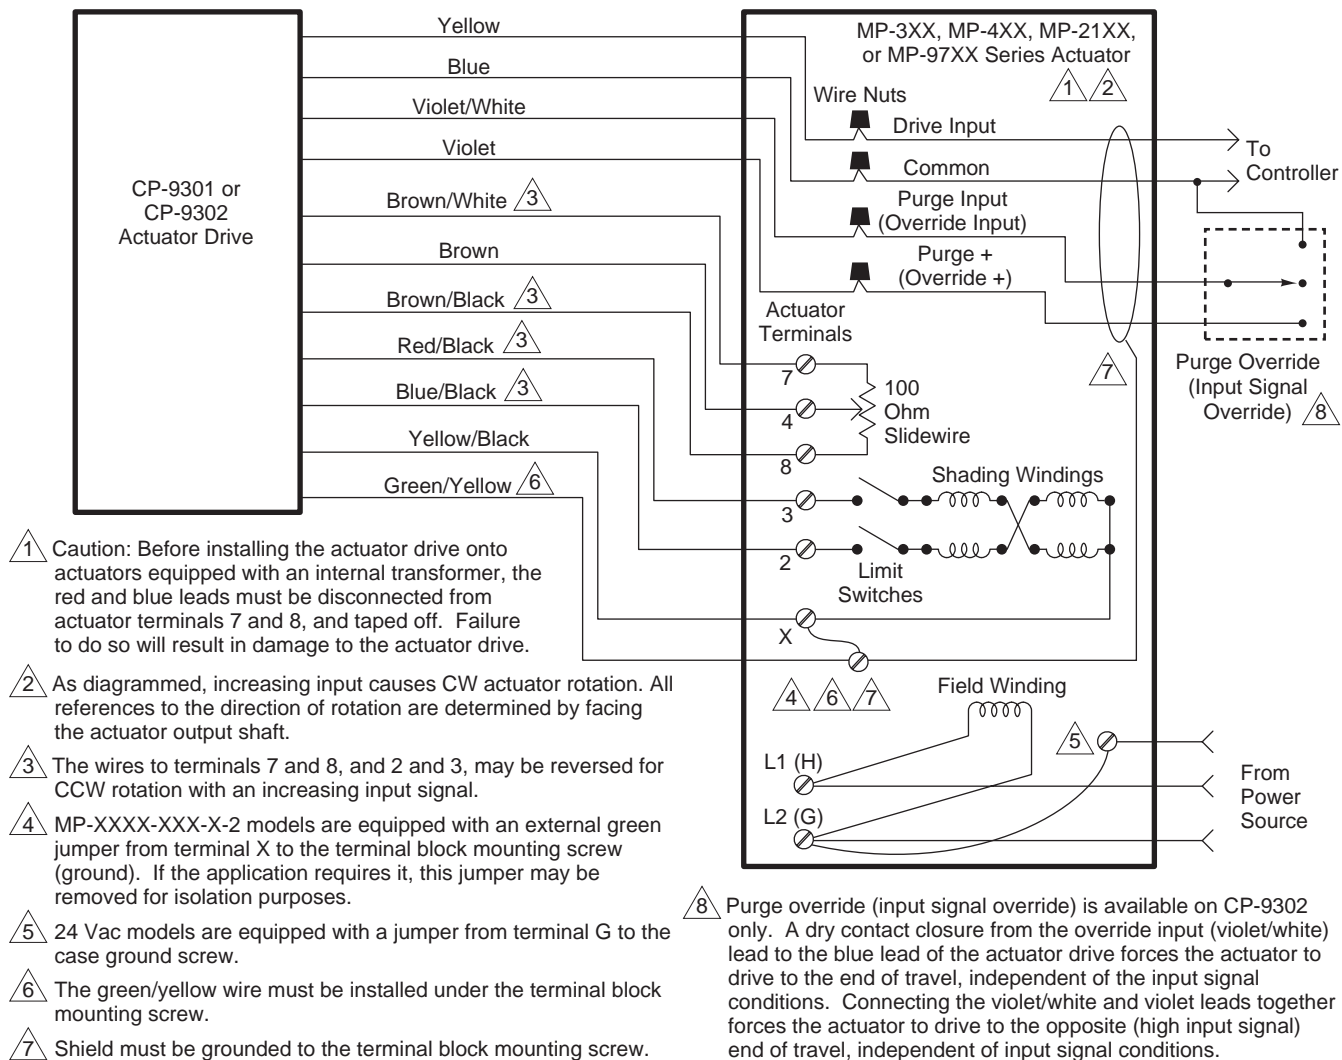 Yellow
Blue
Violet/White
Violet
Brown/White 3
Brown
Brown/Black 3
Red/Black 3
Blue/Black 3
Yellow/Black
Green/Yellow 6
CP-9301 or
CP-9302
Actuator Drive
MP-3XX, MP-4XX, MP-21XX,
or MP-97XX Series Actuator
1 2
Wire Nuts
Drive Input
Common
Purge Input
(Override Input)
Purge +
(Override +)
To
Controller
Actuator
Terminals
7
4
8
100
Ohm
Slidewire
7
Purge Override
(Input Signal
Override) 8
Shading Windings
3
2
Limit
Switches
X
4 6 7
Field Winding
5
L1 (H)
L2 (G)
From
Power
Source
1 Caution: Before installing the actuator drive onto
actuators equipped with an internal transformer, the
red and blue leads must be disconnected from
actuator terminals 7 and 8, and taped off. Failure
to do so will result in damage to the actuator drive.
2 As diagrammed, increasing input causes CW actuator rotation. All
references to the direction of rotation are determined by facing
the actuator output shaft.
3 The wires to terminals 7 and 8, and 2 and 3, may be reversed for
CCW rotation with an increasing input signal.
4 MP-XXXX-XXX-X-2 models are equipped with an external green
jumper from terminal X to the terminal block mounting screw
(ground). If the application requires it, this jumper may be
removed for isolation purposes.
5 24 Vac models are equipped with a jumper from terminal G to the
case ground screw.
6 The green/yellow wire must be installed under the terminal block
mounting screw.
7 Shield must be grounded to the terminal block mounting screw.
8 Purge override (input signal override) is available on CP-9302
only. A dry contact closure from the override input (violet/white)
lead to the blue lead of the actuator drive forces the actuator to
drive to the end of travel, independent of the input signal
conditions. Connecting the violet/white and violet leads together
forces the actuator to drive to the opposite (high input signal)
end of travel, independent of input signal conditions.